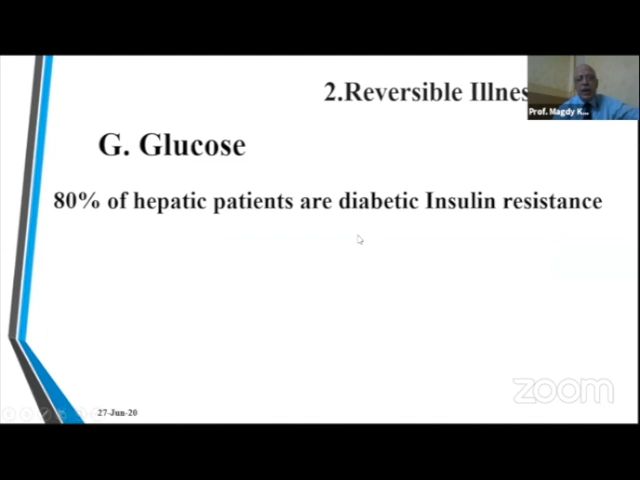 2.Reversible Illnes
Prof. Magdy K...
G. Glucose
80% of hepatic patients are diabetic Insulin resistance
zoom
27-Jun-20